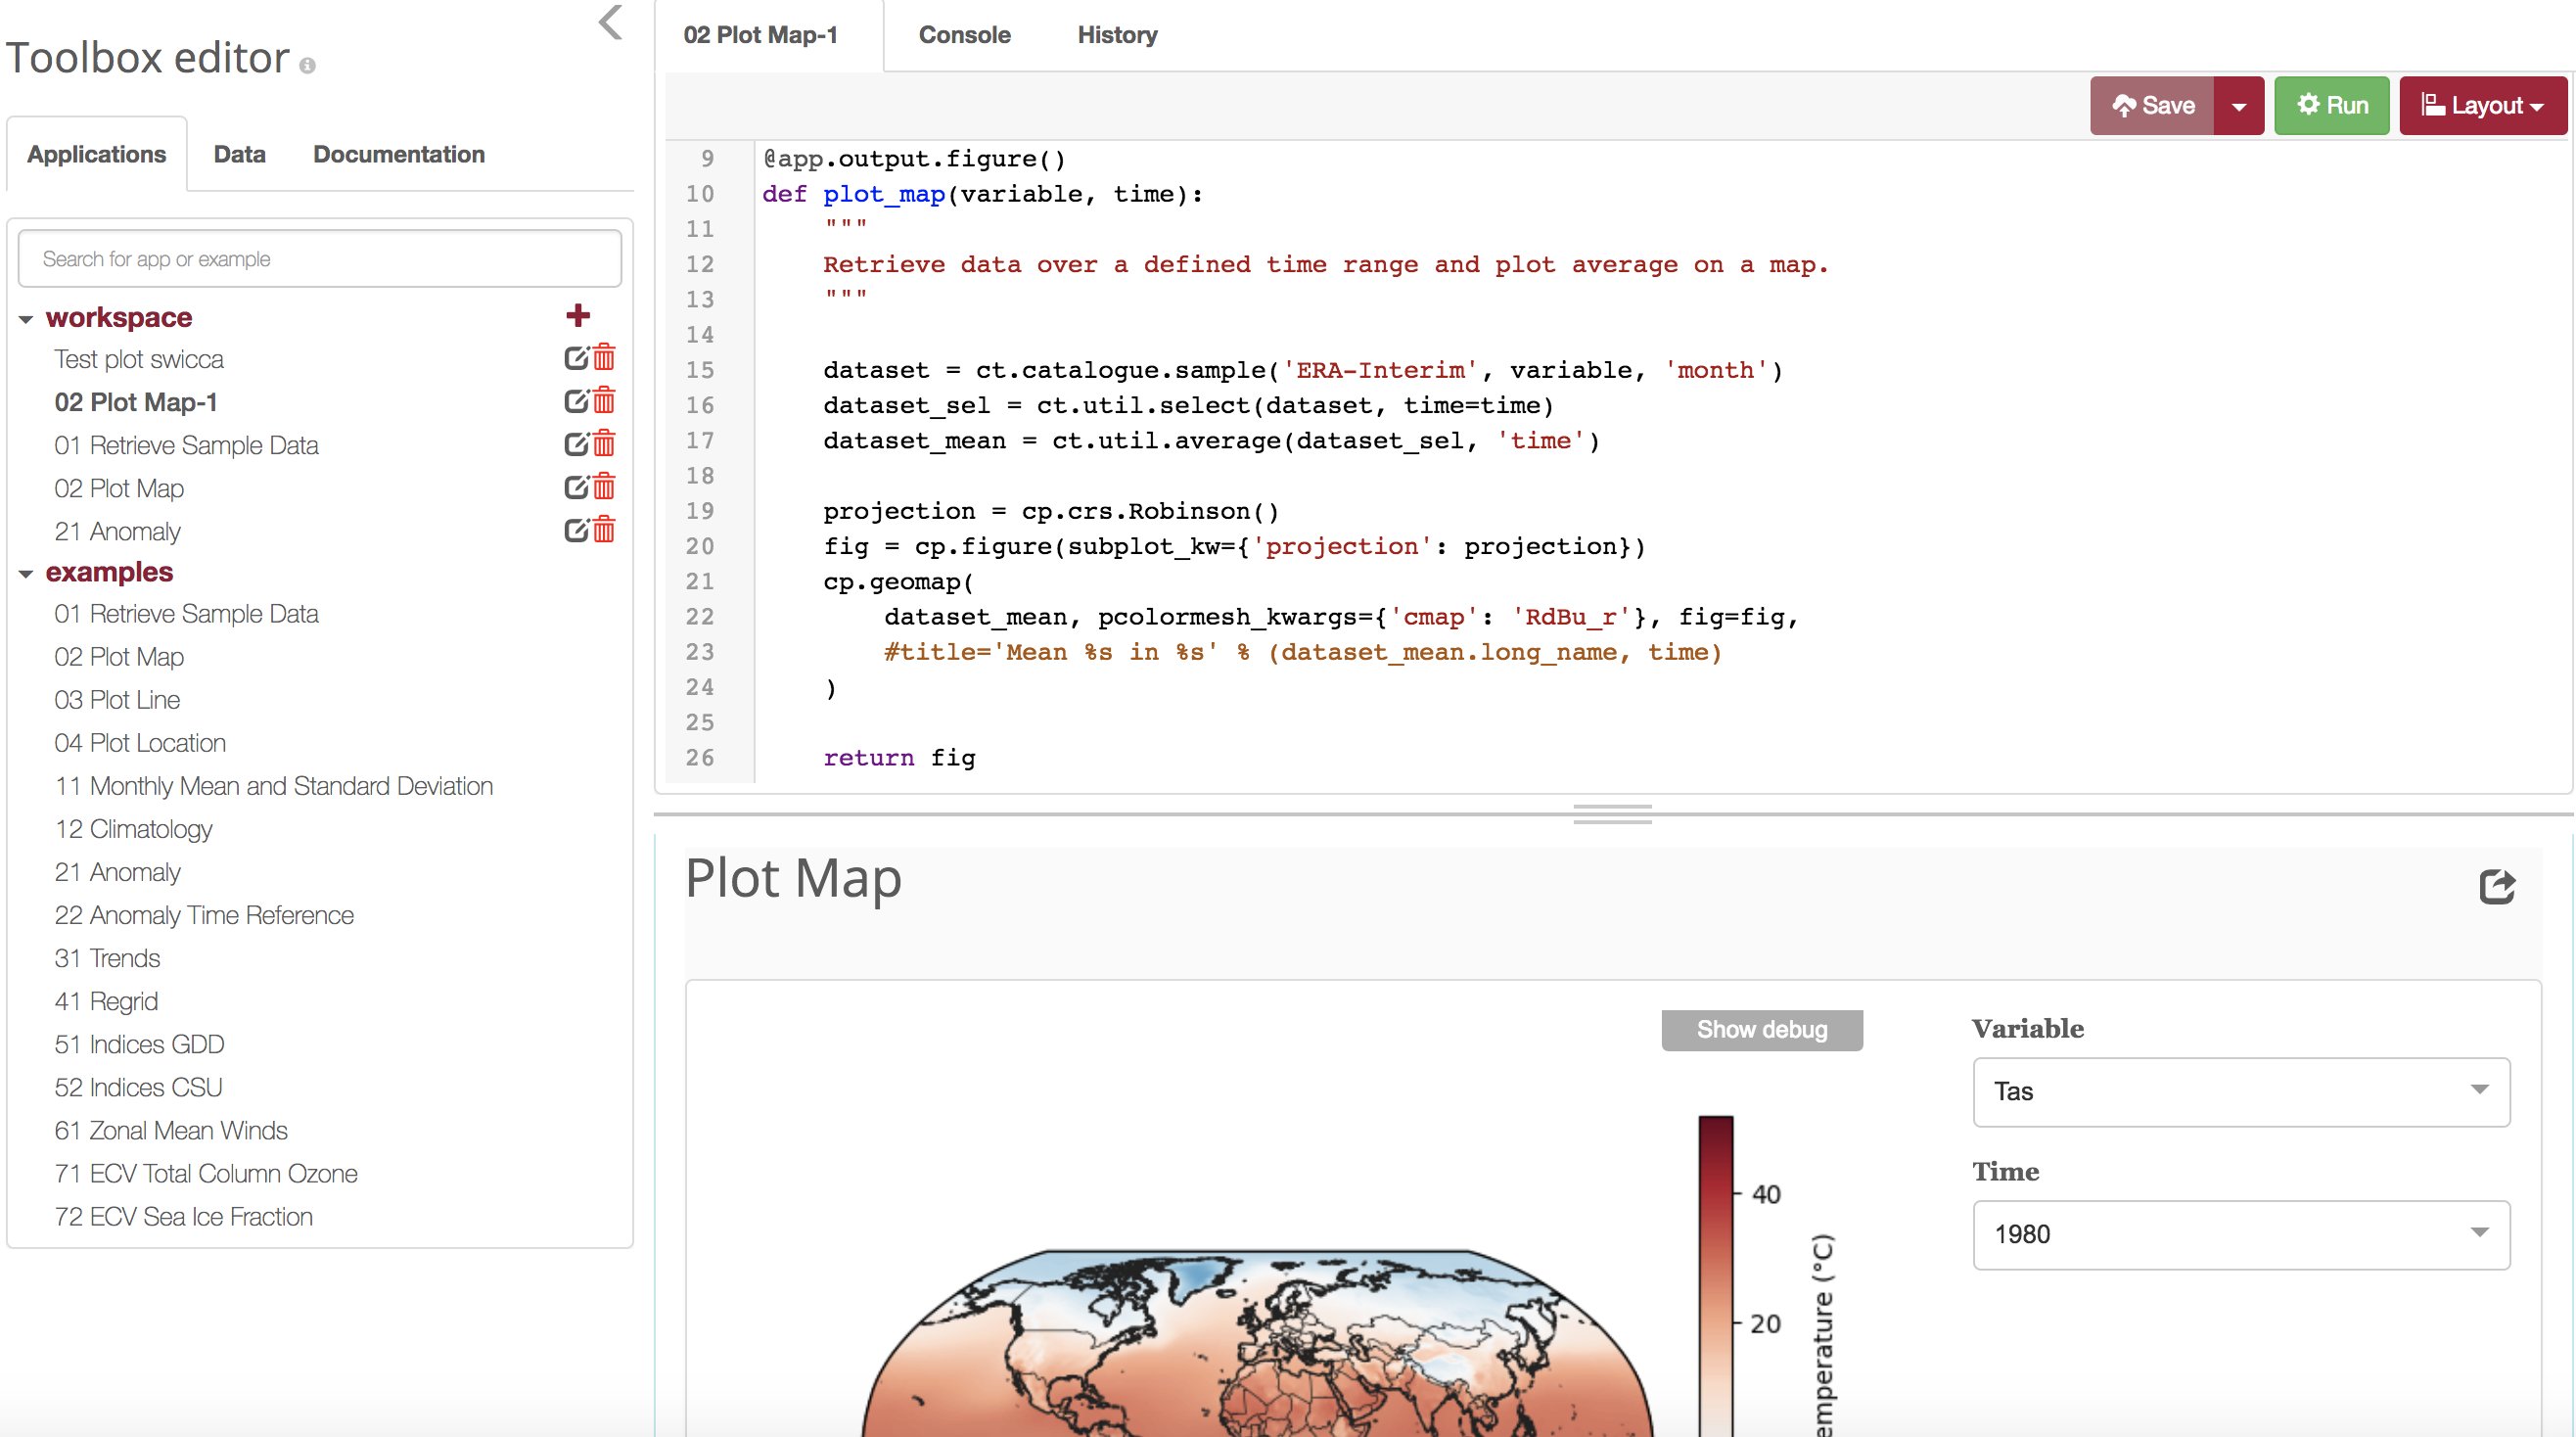 Toolbox editor
Applications Data Documentation
Search for app or example
workspace
Test plot swicca
02 Plot Map-1
01 Retrieve Sample Data
02 Plot Map
21 Anomaly
examples
01 Retrieve Sample Data
02 Plot Map
03 Plot Line
04 Plot Location
11 Monthly Mean and Standard Deviation
12 Climatology
21 Anomaly
22 Anomaly Time Reference
31 Trends
41 Regrid
51 Indices GDD
52 Indices CSU
61 Zonal Mean Winds
71 ECV Total Column Ozone
72 ECV Sea Ice Fraction
02 Plot Map-1 Console History
Save Run Layout
9 @app.output.figure()
10 def plot_map(variable, time):
11 """
12 Retrieve data over a defined time range and plot average on a map.
13 """
14
15 dataset = ct.catalogue.sample('ERA-Interim', variable, 'month')
16 dataset_sel = ct.util.select(dataset, time=time)
17 dataset_mean = ct.util.average(dataset_sel, 'time')
18
19 projection = cp.crs.Robinson()
20 fig = cp.figure(subplot_kw={'projection': projection})
21 cp.geomap(
22 dataset_mean, pcolormesh_kwargs={'cmap': 'RdBu_r'}, fig=fig,
23 #title='Mean %s in %s' % (dataset_mean.long_name, time)
24 )
25
26 return fig
Plot Map
Show debug
40
20
emperature (°C)
Variable
Tas
Time
1980